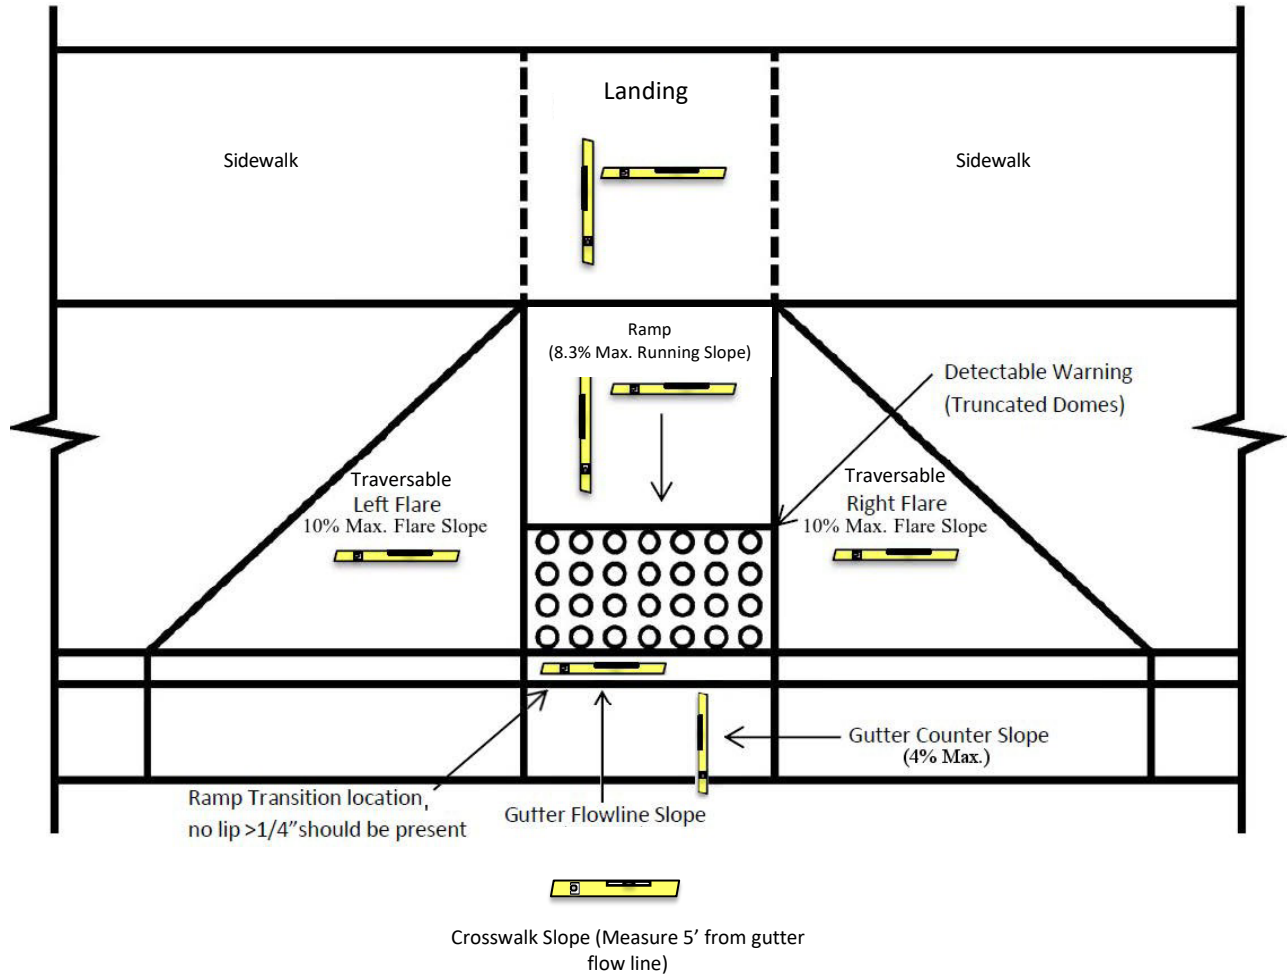 Landing
Sidewalk
Sidewalk
Ramp
(8.3% Max. Running Slope)
Detectable Warning
(Truncated Domes)
Traversable
Left Flare
10% Max. Flare Slope
Traversable
Right Flare
10% Max. Flare Slope
Gutter Counter Slope
(4% Max.)
Ramp Transition location,
no lip >1/4”should be present
Gutter Flowline Slope
Crosswalk Slope (Measure 5’ from gutter
flow line)